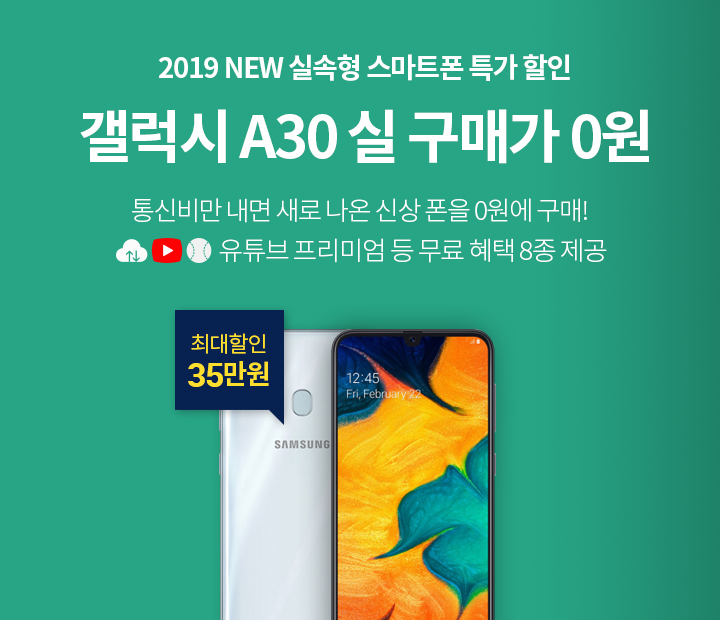 2019 NEW 실속형 스마트폰 특가 할인
갤럭시 A30 실 구매가 0원
통신비만 내면 새로 나온 신상 폰을 0원에 구매!
유튜브 프리미엄 등 무료 혜택 8종 제공
최대할인
35만원
12:45
Fri, February 22
SAMSUNG